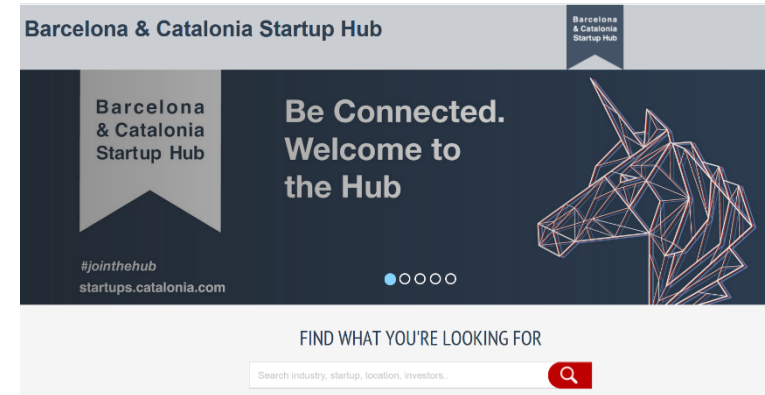 Barcelona & Catalonia Startup Hub
Barcelona
& Catalonia
Startup Hub
Barcelona
& Catalonia
Startup Hub
Be Connected.
Welcome to
the Hub
#jointhehub
startups.catalonia.com
FIND WHAT YOU'RE LOOKING FOR
Search industry, startup, location, investors..